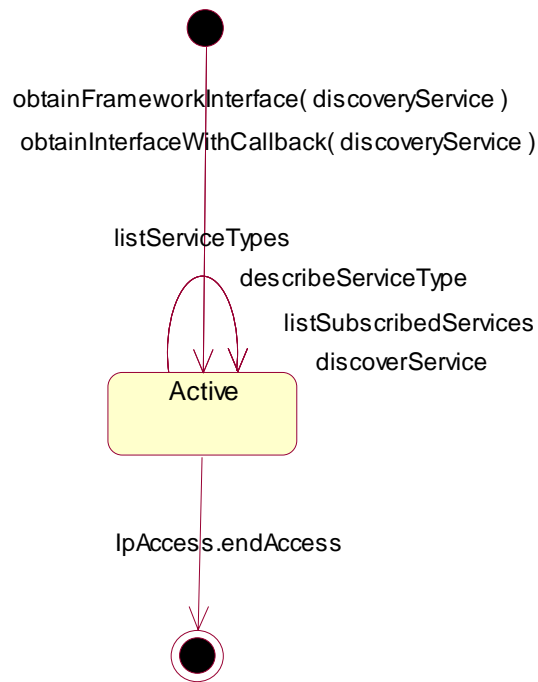 obtainFrameworkInterface( discoveryService )
obtainInterfaceWithCallback( discoveryService )
listServiceTypes
describeServiceType
listSubscribedServices
discoverService
Active
IpAccess.endAccess